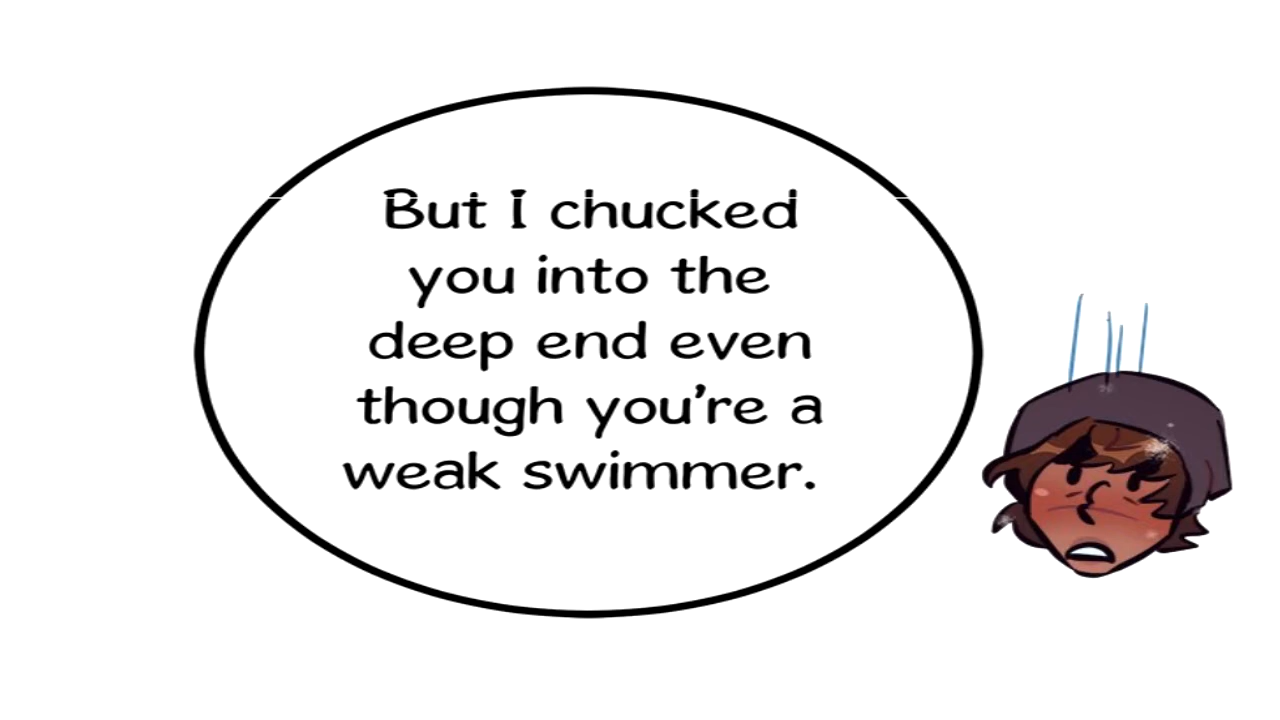 But I chucked
you into the
deep end even
though you're a
weak swimmer.